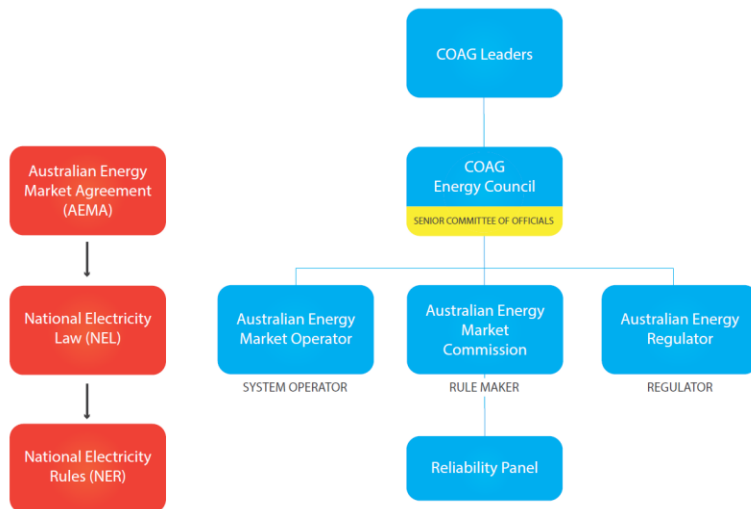 COAG Leaders
Australian Energy
Market Agreement
(AEMA)
COAG
Energy Council
SENIOR COMMITTEE OF OFFICIALS
National Electricity
Law (NEL)
Australian Energy
Market Operator
SYSTEM OPERATOR
Australian Energy
Market
Commission
RULE MAKER
Australian Energy
Regulator
REGULATOR
National Electricity
Rules (NER)
Reliability Panel